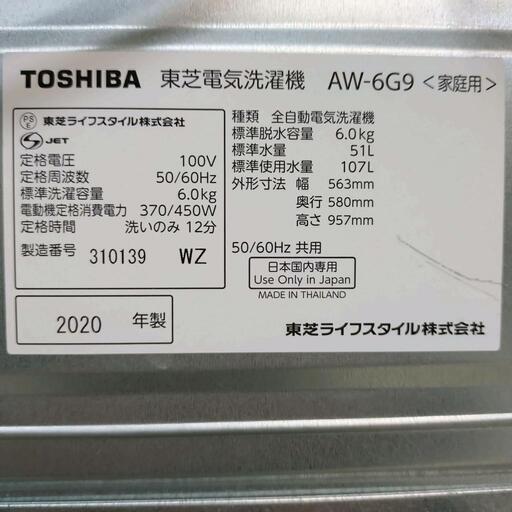 TOSHIBA 東芝電気洗濯機 AW-6G9 <家庭用>
PS E 東芝ライフスタイル株式会社
S JET
定格電圧 100V
定格周波数 50/60Hz
標準洗濯容量 6.0kg
電動機定格消費電力 370/450W
定格時間 洗いのみ 12分
製造番号 310139 WZ
2020 年製
種類 全自動電気洗濯機
標準脱水容量 6.0kg
標準水量 51L
標準使用水量 107L
外形寸法 幅 563mm
奥行 580mm
高さ 957mm
50/60Hz 共用
日本国内専用
Use Only in Japan
MADE IN THAILAND
東芝ライフスタイル株式会社